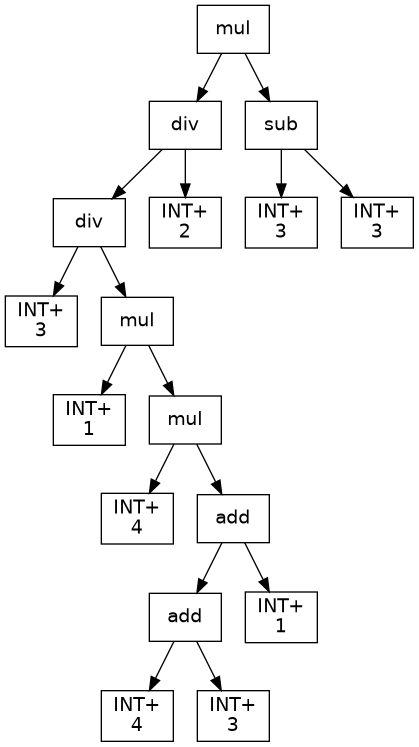 mul
div
sub
div
INT+
2
INT+
3
INT+
3
INT+
3
mul
INT+
1
mul
INT+
4
add
add
INT+
1
INT+
4
INT+
3